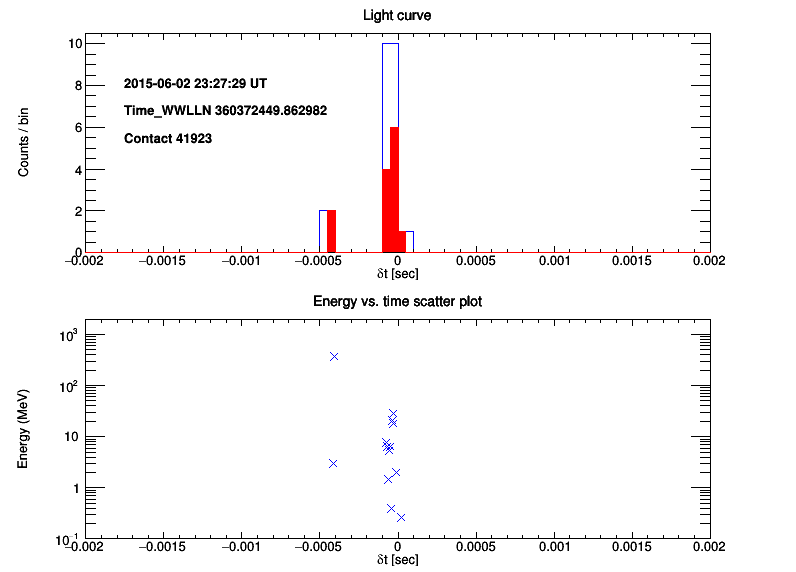 Light curve
10
8
6
4
2
0
Counts / bin
2015-06-02 23:27:29 UT
Time_WWLLN 360372449.862982
Contact 41923
−0.002 −0.0015 −0.001 −0.0005 0 0.0005 0.001 0.0015 0.002
δt [sec]
Energy vs. time scatter plot
10³
10²
10
1
10⁻¹
Energy (MeV)
−0.002 −0.0015 −0.001 −0.0005 0 0.0005 0.001 0.0015 0.002
δt [sec]